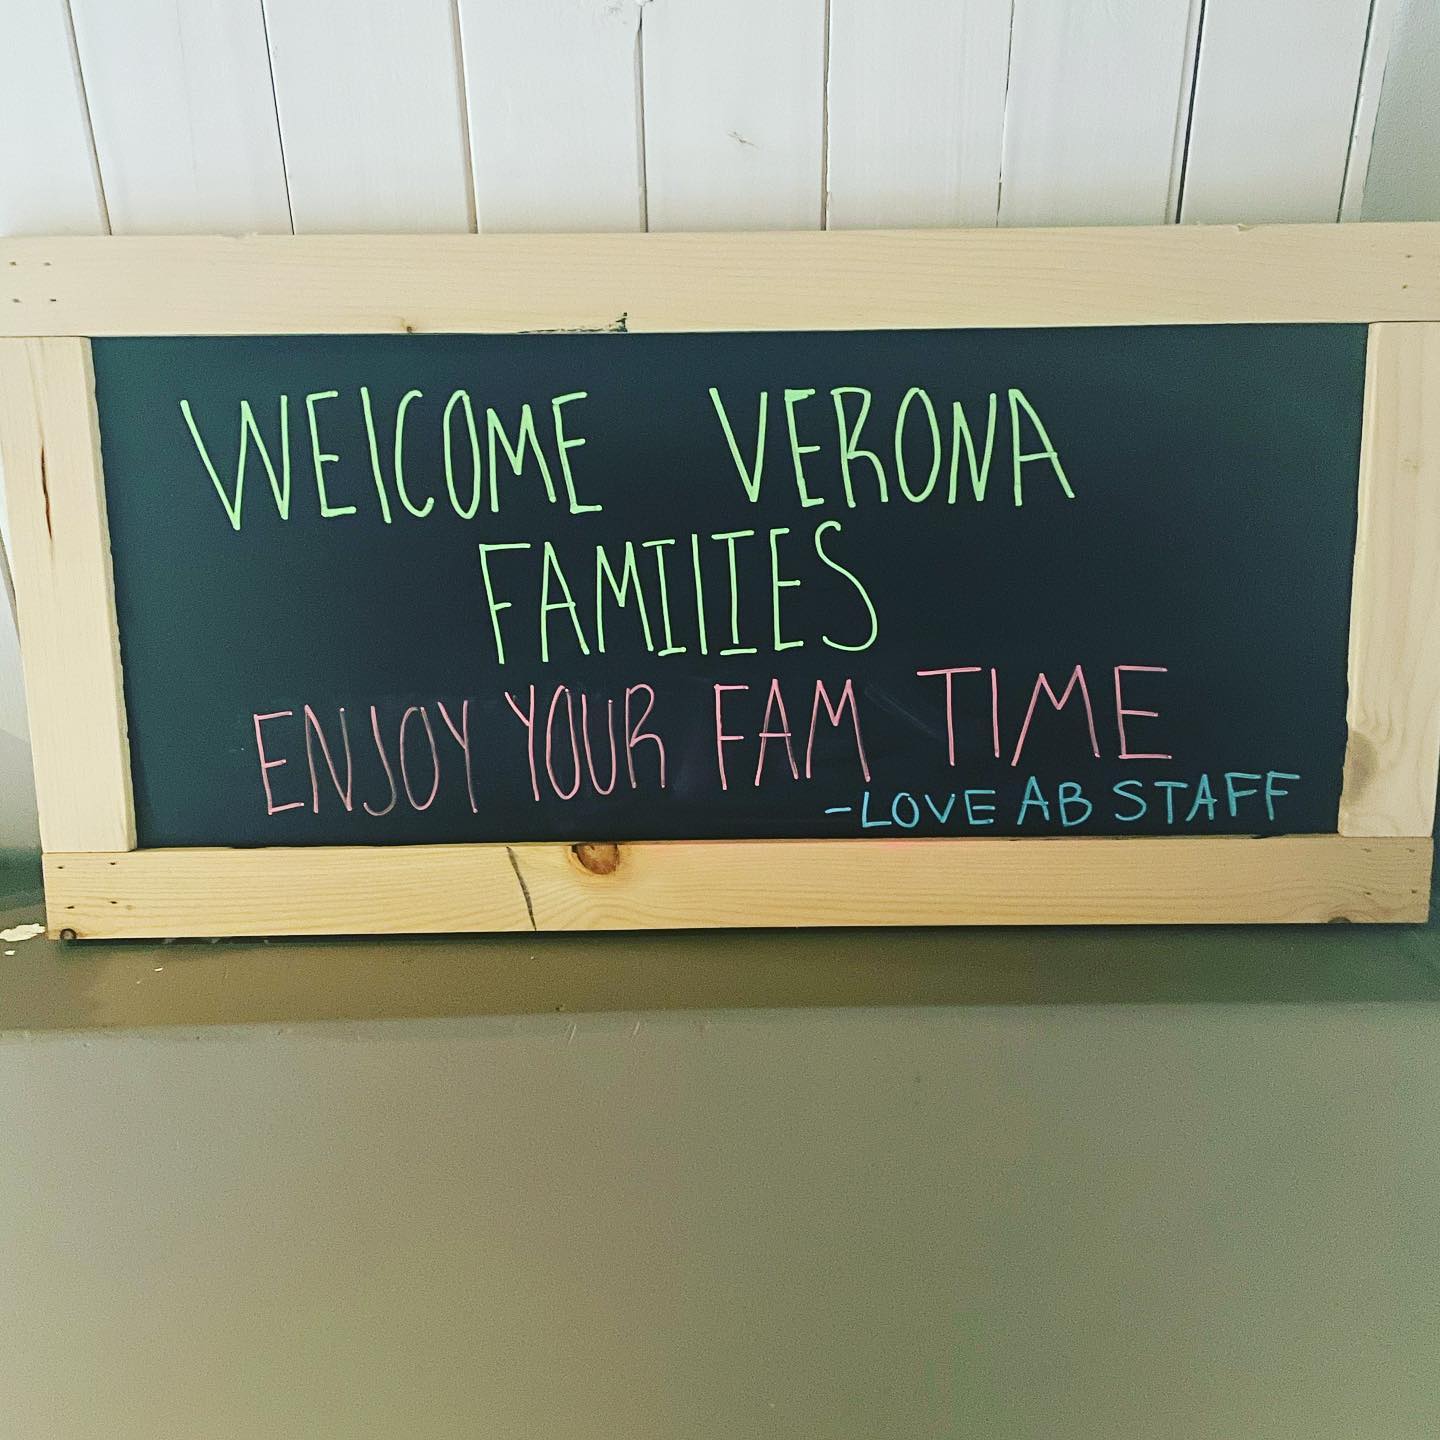 WELCOME VERONA
FAMILIES
ENJOY YOUR FAM TIME
-LOVE AB STAFF